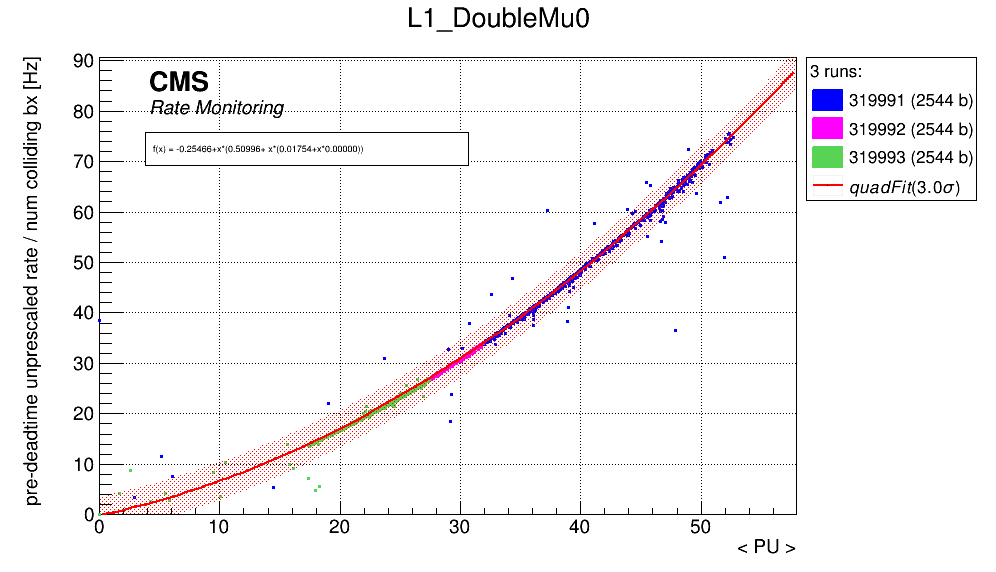 L1_DoubleMu0
pre-deadtime unprescaled rate / num colliding bx [Hz]
90
80
70
60
50
40
30
20
10
0
CMS
Rate Monitoring
f(x) = -0.25466+x*(0.50996+ x*(0.01754+x*0.00000))
0 10 20 30 40 50
< PU >
3 runs:
319991 (2544 b)
319992 (2544 b)
319993 (2544 b)
quadFit(3.0σ)